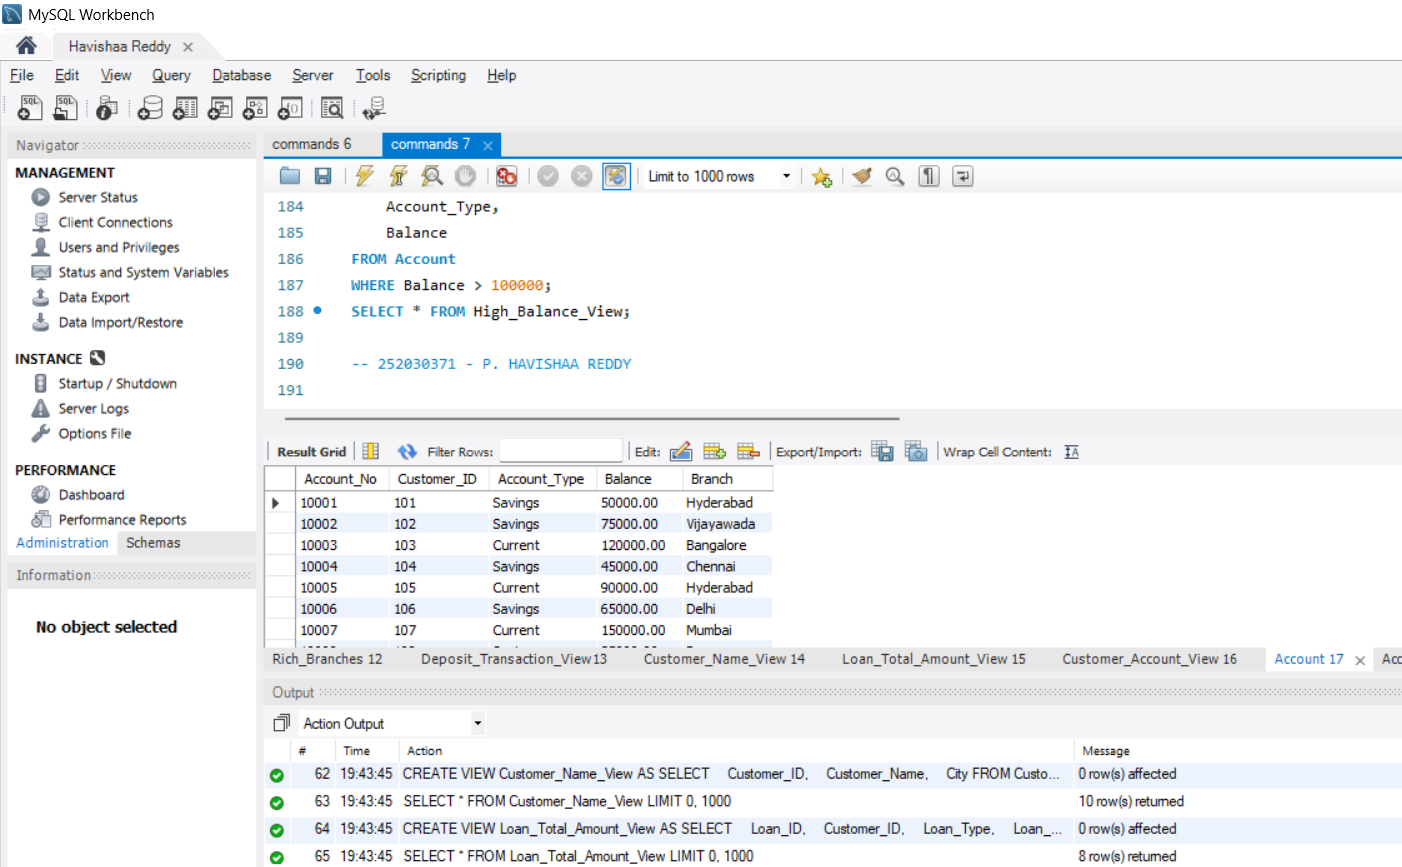 MySQL Workbench
Havishaa Reddy
File Edit View Query Database Server Tools Scripting Help
Navigator
MANAGEMENT
Server Status
Client Connections
Users and Privileges
Status and System Variables
Data Export
Data Import/Restore
INSTANCE
Startup / Shutdown
Server Logs
Options File
PERFORMANCE
Dashboard
Performance Reports
Administration Schemas
Information
No object selected
commands 6 commands 7
Limit to 1000 rows
184 Account_Type,
185 Balance
186 FROM Account
187 WHERE Balance > 100000;
188 SELECT * FROM High_Balance_View;
189
190 -- 252030371 - P. HAVISHAA REDDY
191
Result Grid Filter Rows: Edit: Export/Import: Wrap Cell Content:
Account_No Customer_ID Account_Type Balance Branch
10001 101 Savings 50000.00 Hyderabad
10002 102 Savings 75000.00 Vijayawada
10003 103 Current 120000.00 Bangalore
10004 104 Savings 45000.00 Chennai
10005 105 Current 90000.00 Hyderabad
10006 106 Savings 65000.00 Delhi
10007 107 Current 150000.00 Mumbai
Rich_Branches 12 Deposit_Transaction_View13 Customer_Name_View 14 Loan_Total_Amount_View 15 Customer_Account_View 16 Account 17 Acc
Output
Action Output
# Time Action Message
62 19:43:45 CREATE VIEW Customer_Name_View AS SELECT Customer_ID, Customer_Name, City FROM Custo... 0 row(s) affected
63 19:43:45 SELECT * FROM Customer_Name_View LIMIT 0, 1000 10 row(s) returned
64 19:43:45 CREATE VIEW Loan_Total_Amount_View AS SELECT Loan_ID, Customer_ID, Loan_Type, Loan_... 0 row(s) affected
65 19:43:45 SELECT * FROM Loan_Total_Amount_View LIMIT 0, 1000 8 row(s) returned